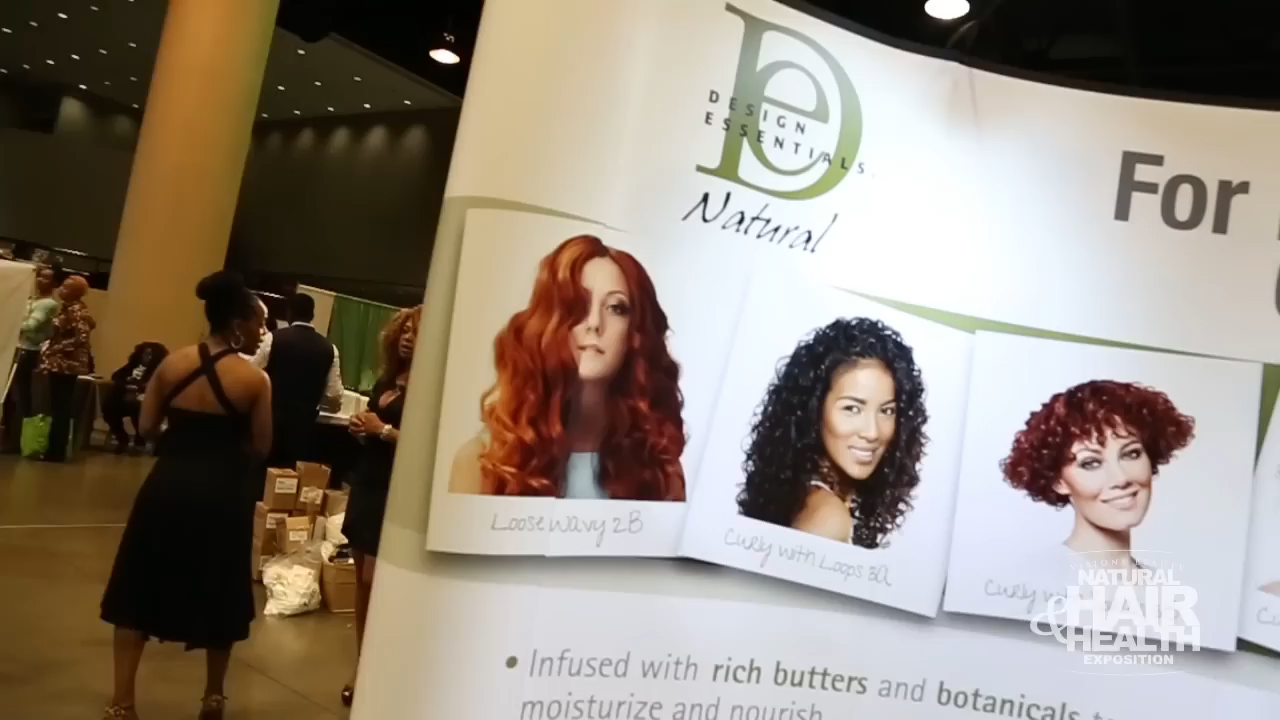 DESIGN
ESSENTIALS.
Natural
For
Loose wavy 2B
Curly with Loops 3A
Curly w
• Infused with rich butters and botanicals
moisturize and nourish
NATURAL
HAIR
& HEALTH
EXPOSITION